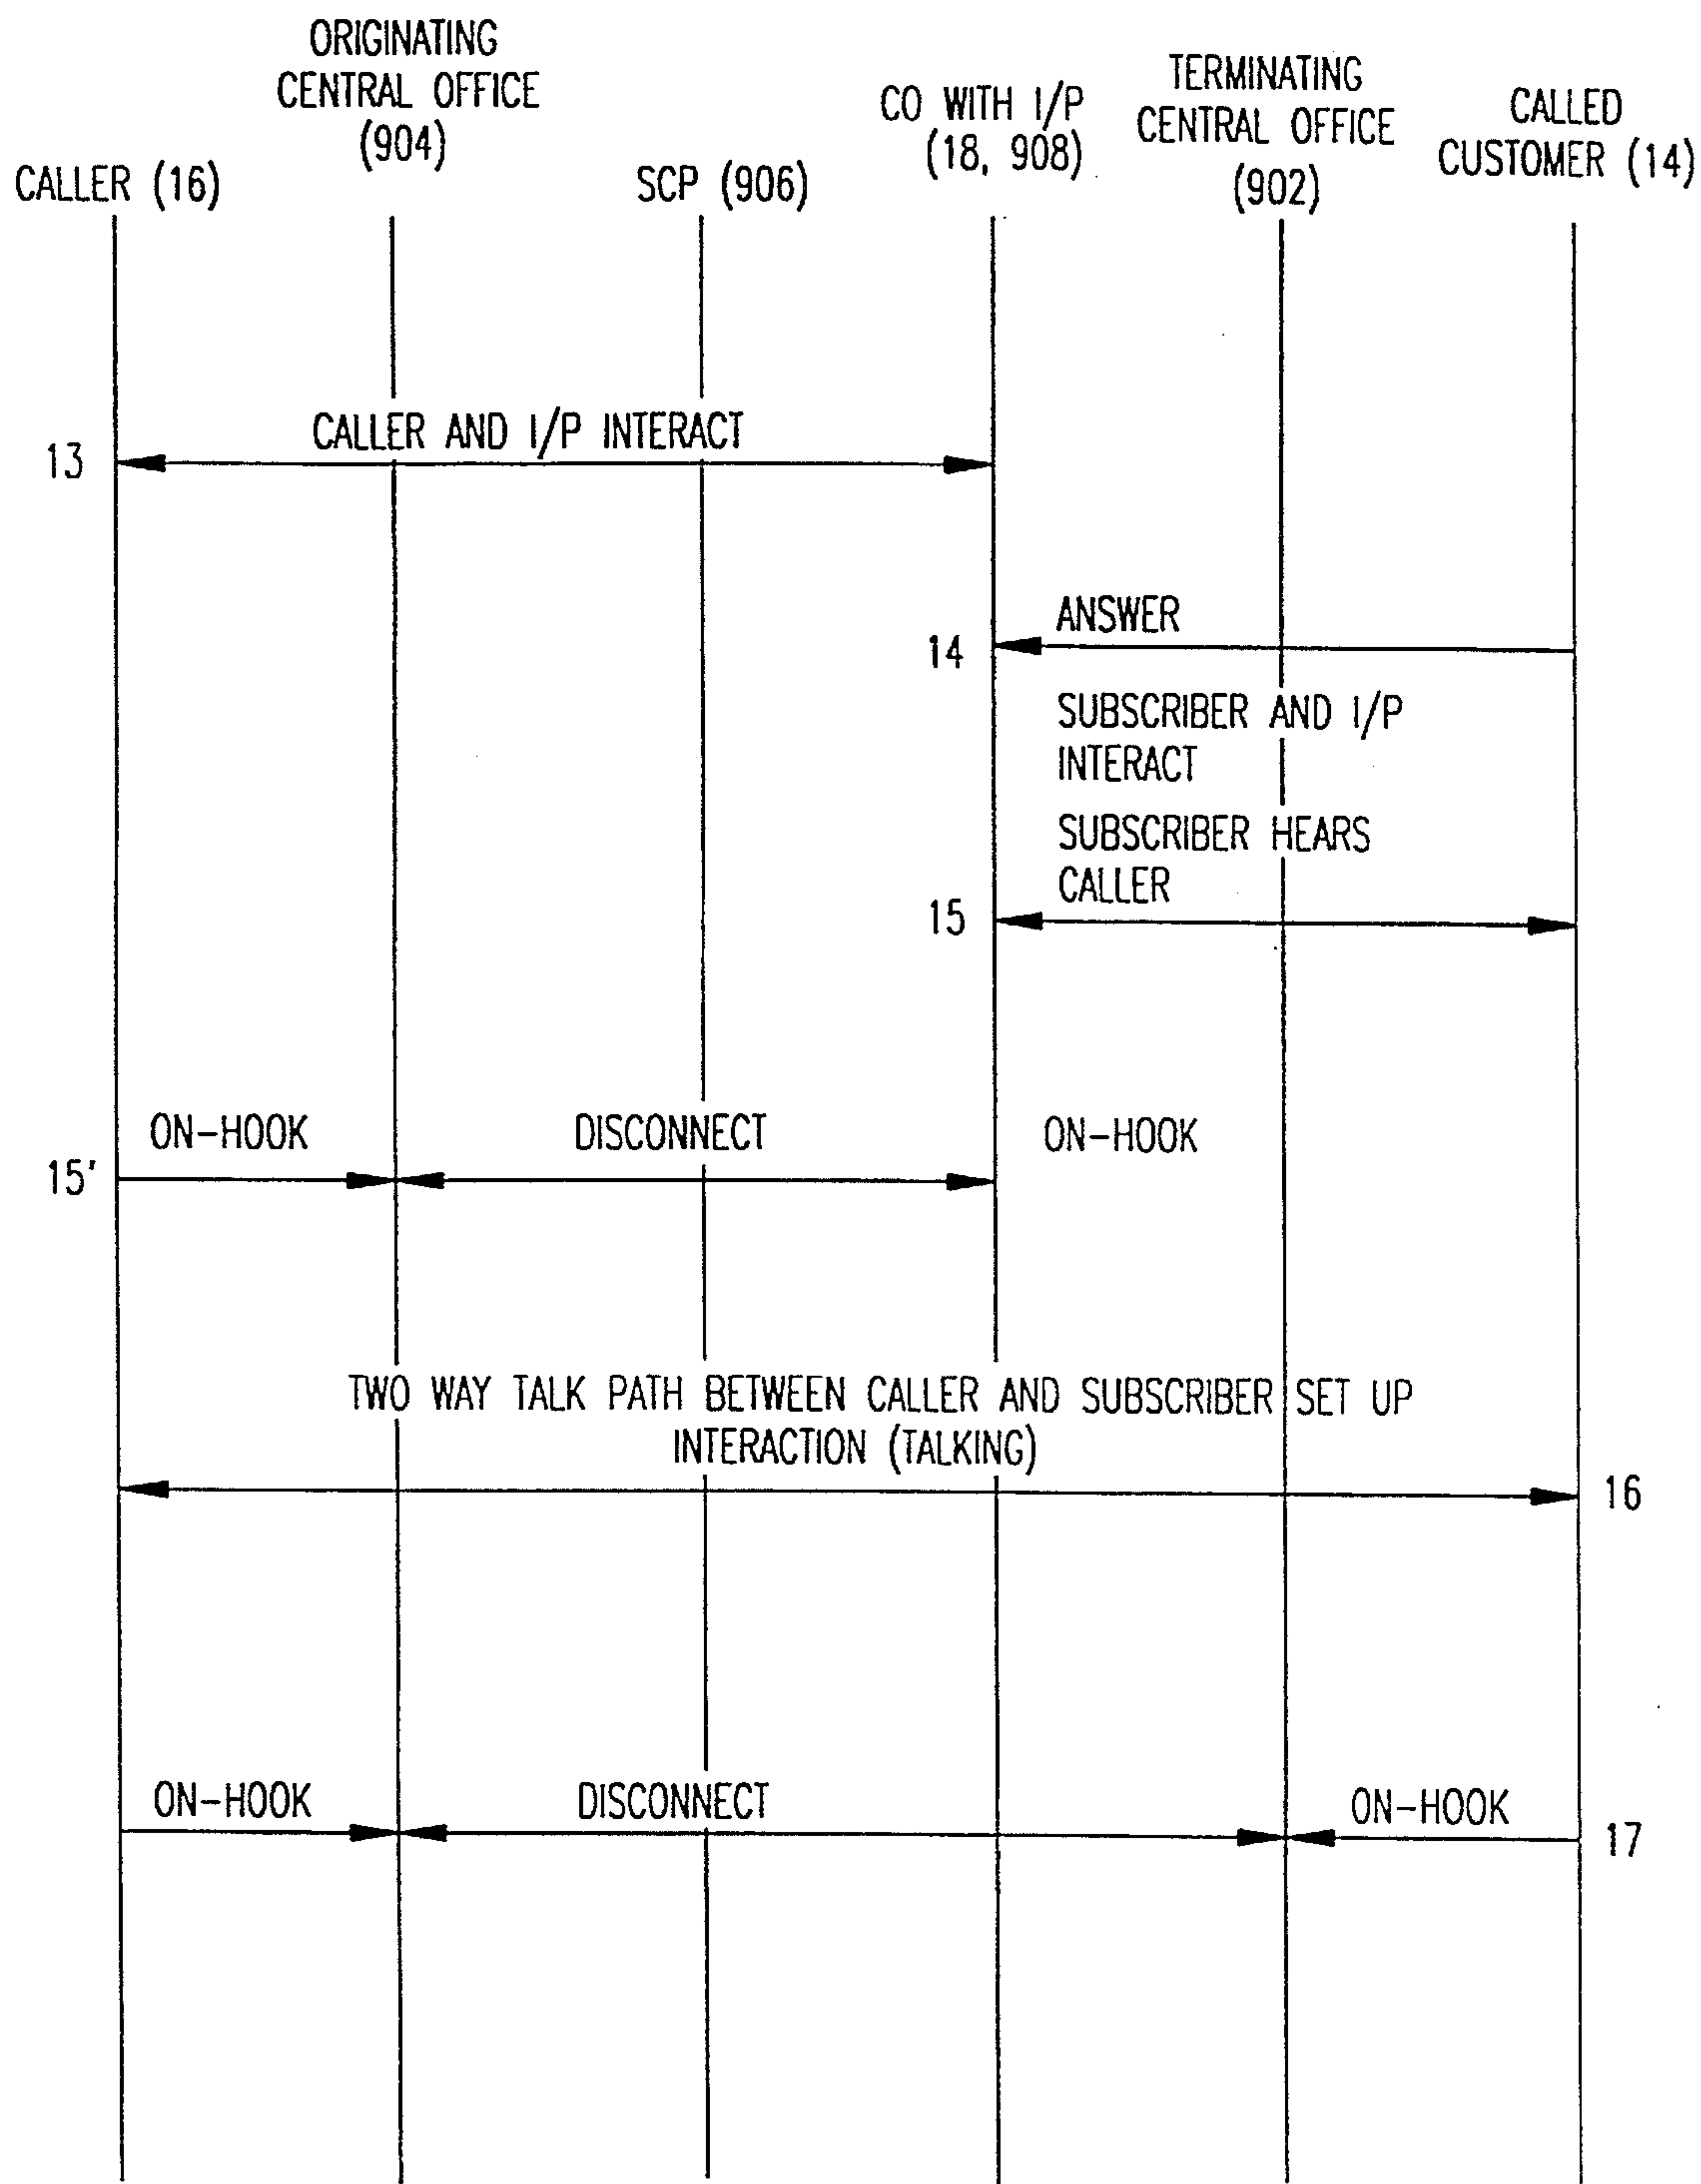 ORIGINATING
CENTRAL OFFICE
(904)
CALLER (16)
SCP (906)
CO WITH I/P
(18, 908)
TERMINATING
CENTRAL OFFICE
(902)
CALLED
CUSTOMER (14)
CALLER AND I/P INTERACT
13
ANSWER
14
SUBSCRIBER AND I/P
INTERACT
SUBSCRIBER HEARS
CALLER
15
ON-HOOK
DISCONNECT
ON-HOOK
15'
TWO WAY TALK PATH BETWEEN CALLER AND SUBSCRIBER SET UP
INTERACTION (TALKING)
16
ON-HOOK
DISCONNECT
ON-HOOK
17